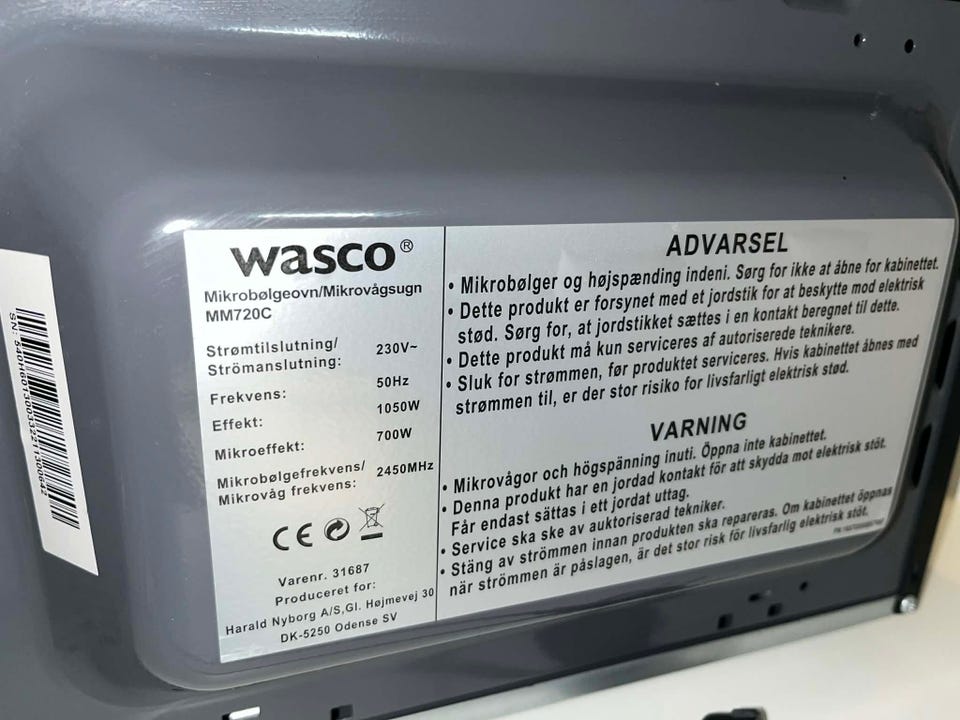 wasco®
Mikrobølgeovn/Mikrovågsugn
MM720C
Strømtilslutning/
Strömanslutning: 230V~
Frekvens: 50Hz
Effekt: 1050W
Mikroeffekt: 700W
Mikrobølgefrekvens/
Mikrovåg frekvens: 2450MHz
CE
Varenr. 31687
Produceret for:
Harald Nyborg A/S,Gl. Højmevej 30
DK-5250 Odense SV
ADVARSEL
• Mikrobølger og højspænding indeni. Sørg for ikke at åbne for kabinettet.
• Dette produkt er forsynet med et jordstik for at beskytte mod elektrisk
stød. Sørg for, at jordstikket sættes i en kontakt beregnet til dette.
• Dette produkt må kun serviceres af autoriserede teknikere.
• Sluk for strømmen, før produktet serviceres. Hvis kabinettet åbnes med
strømmen til, er der stor risiko for livsfarligt elektrisk stød.
VARNING
• Mikrovågor och högspänning inuti. Öppna inte kabinettet.
• Denna produkt har en jordad kontakt för att skydda mot elektrisk stöt.
Får endast sättas i ett jordat uttag.
• Service ska ske av auktoriserad tekniker.
• Stäng av strömmen innan produkten ska repareras. Om kabinettet öppnas
när strömmen är påslagen, är det stor risk för livsfarlig elektrisk stöt.